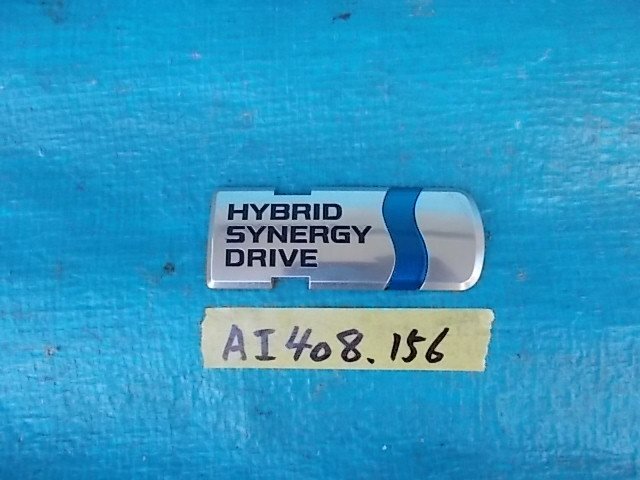 HYBRID
SYNERGY
DRIVE
AI408.156